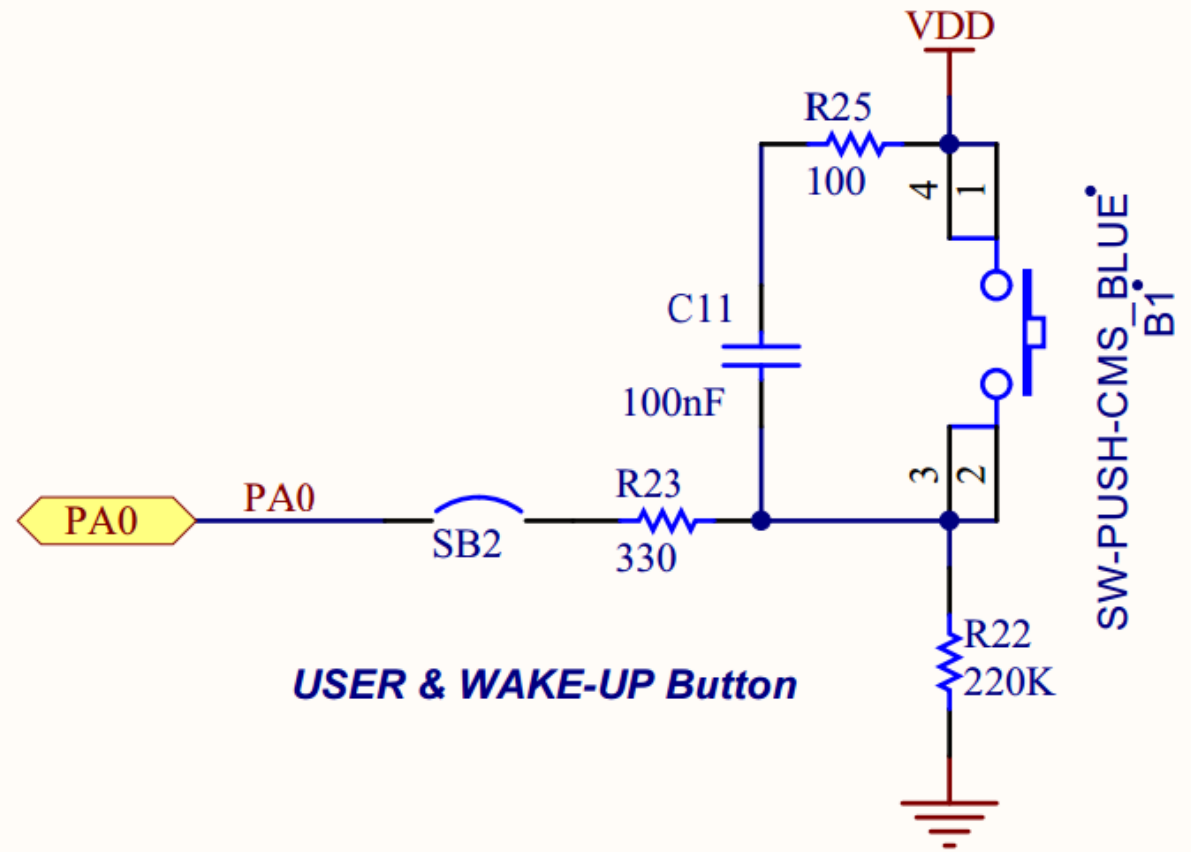 VDD
R25
100
4
1
C11
100nF
SW-PUSH-CMS_BLUE
B1
3
2
PA0
PA0
SB2
R23
330
R22
220K
USER & WAKE-UP Button